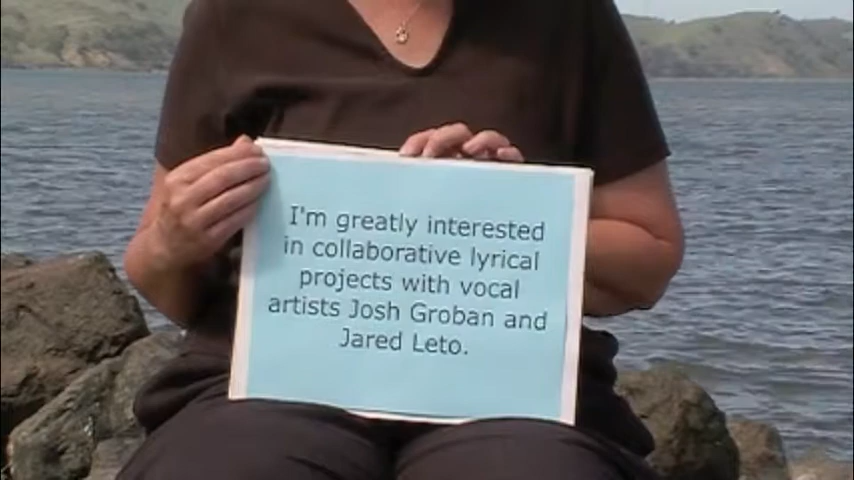 I'm greatly interested
in collaborative lyrical
projects with vocal
artists Josh Groban and
Jared Leto.